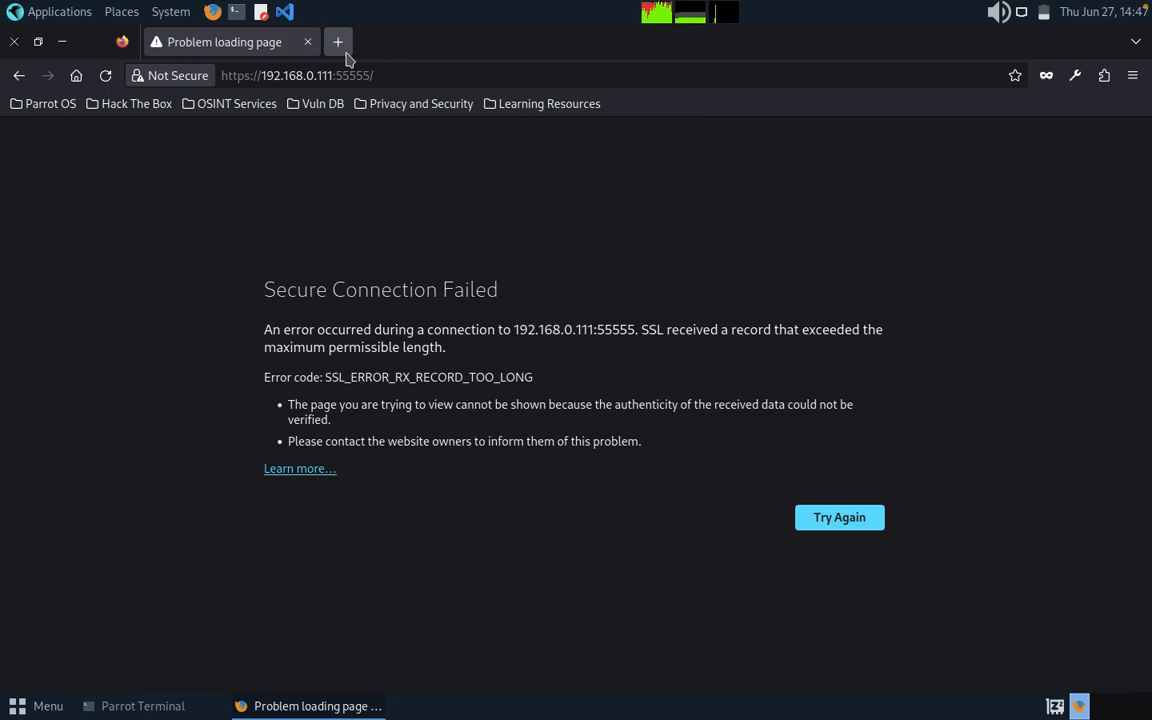 Applications Places System Thu Jun 27, 14:47
Problem loading page
Not Secure https://192.168.0.111:55555/
Parrot OS Hack The Box OSINT Services Vuln DB Privacy and Security Learning Resources
Secure Connection Failed
An error occurred during a connection to 192.168.0.111:55555. SSL received a record that exceeded the
maximum permissible length.
Error code: SSL_ERROR_RX_RECORD_TOO_LONG
• The page you are trying to view cannot be shown because the authenticity of the received data could not be
verified.
• Please contact the website owners to inform them of this problem.
Learn more…
Try Again
Menu Parrot Terminal Problem loading page ...